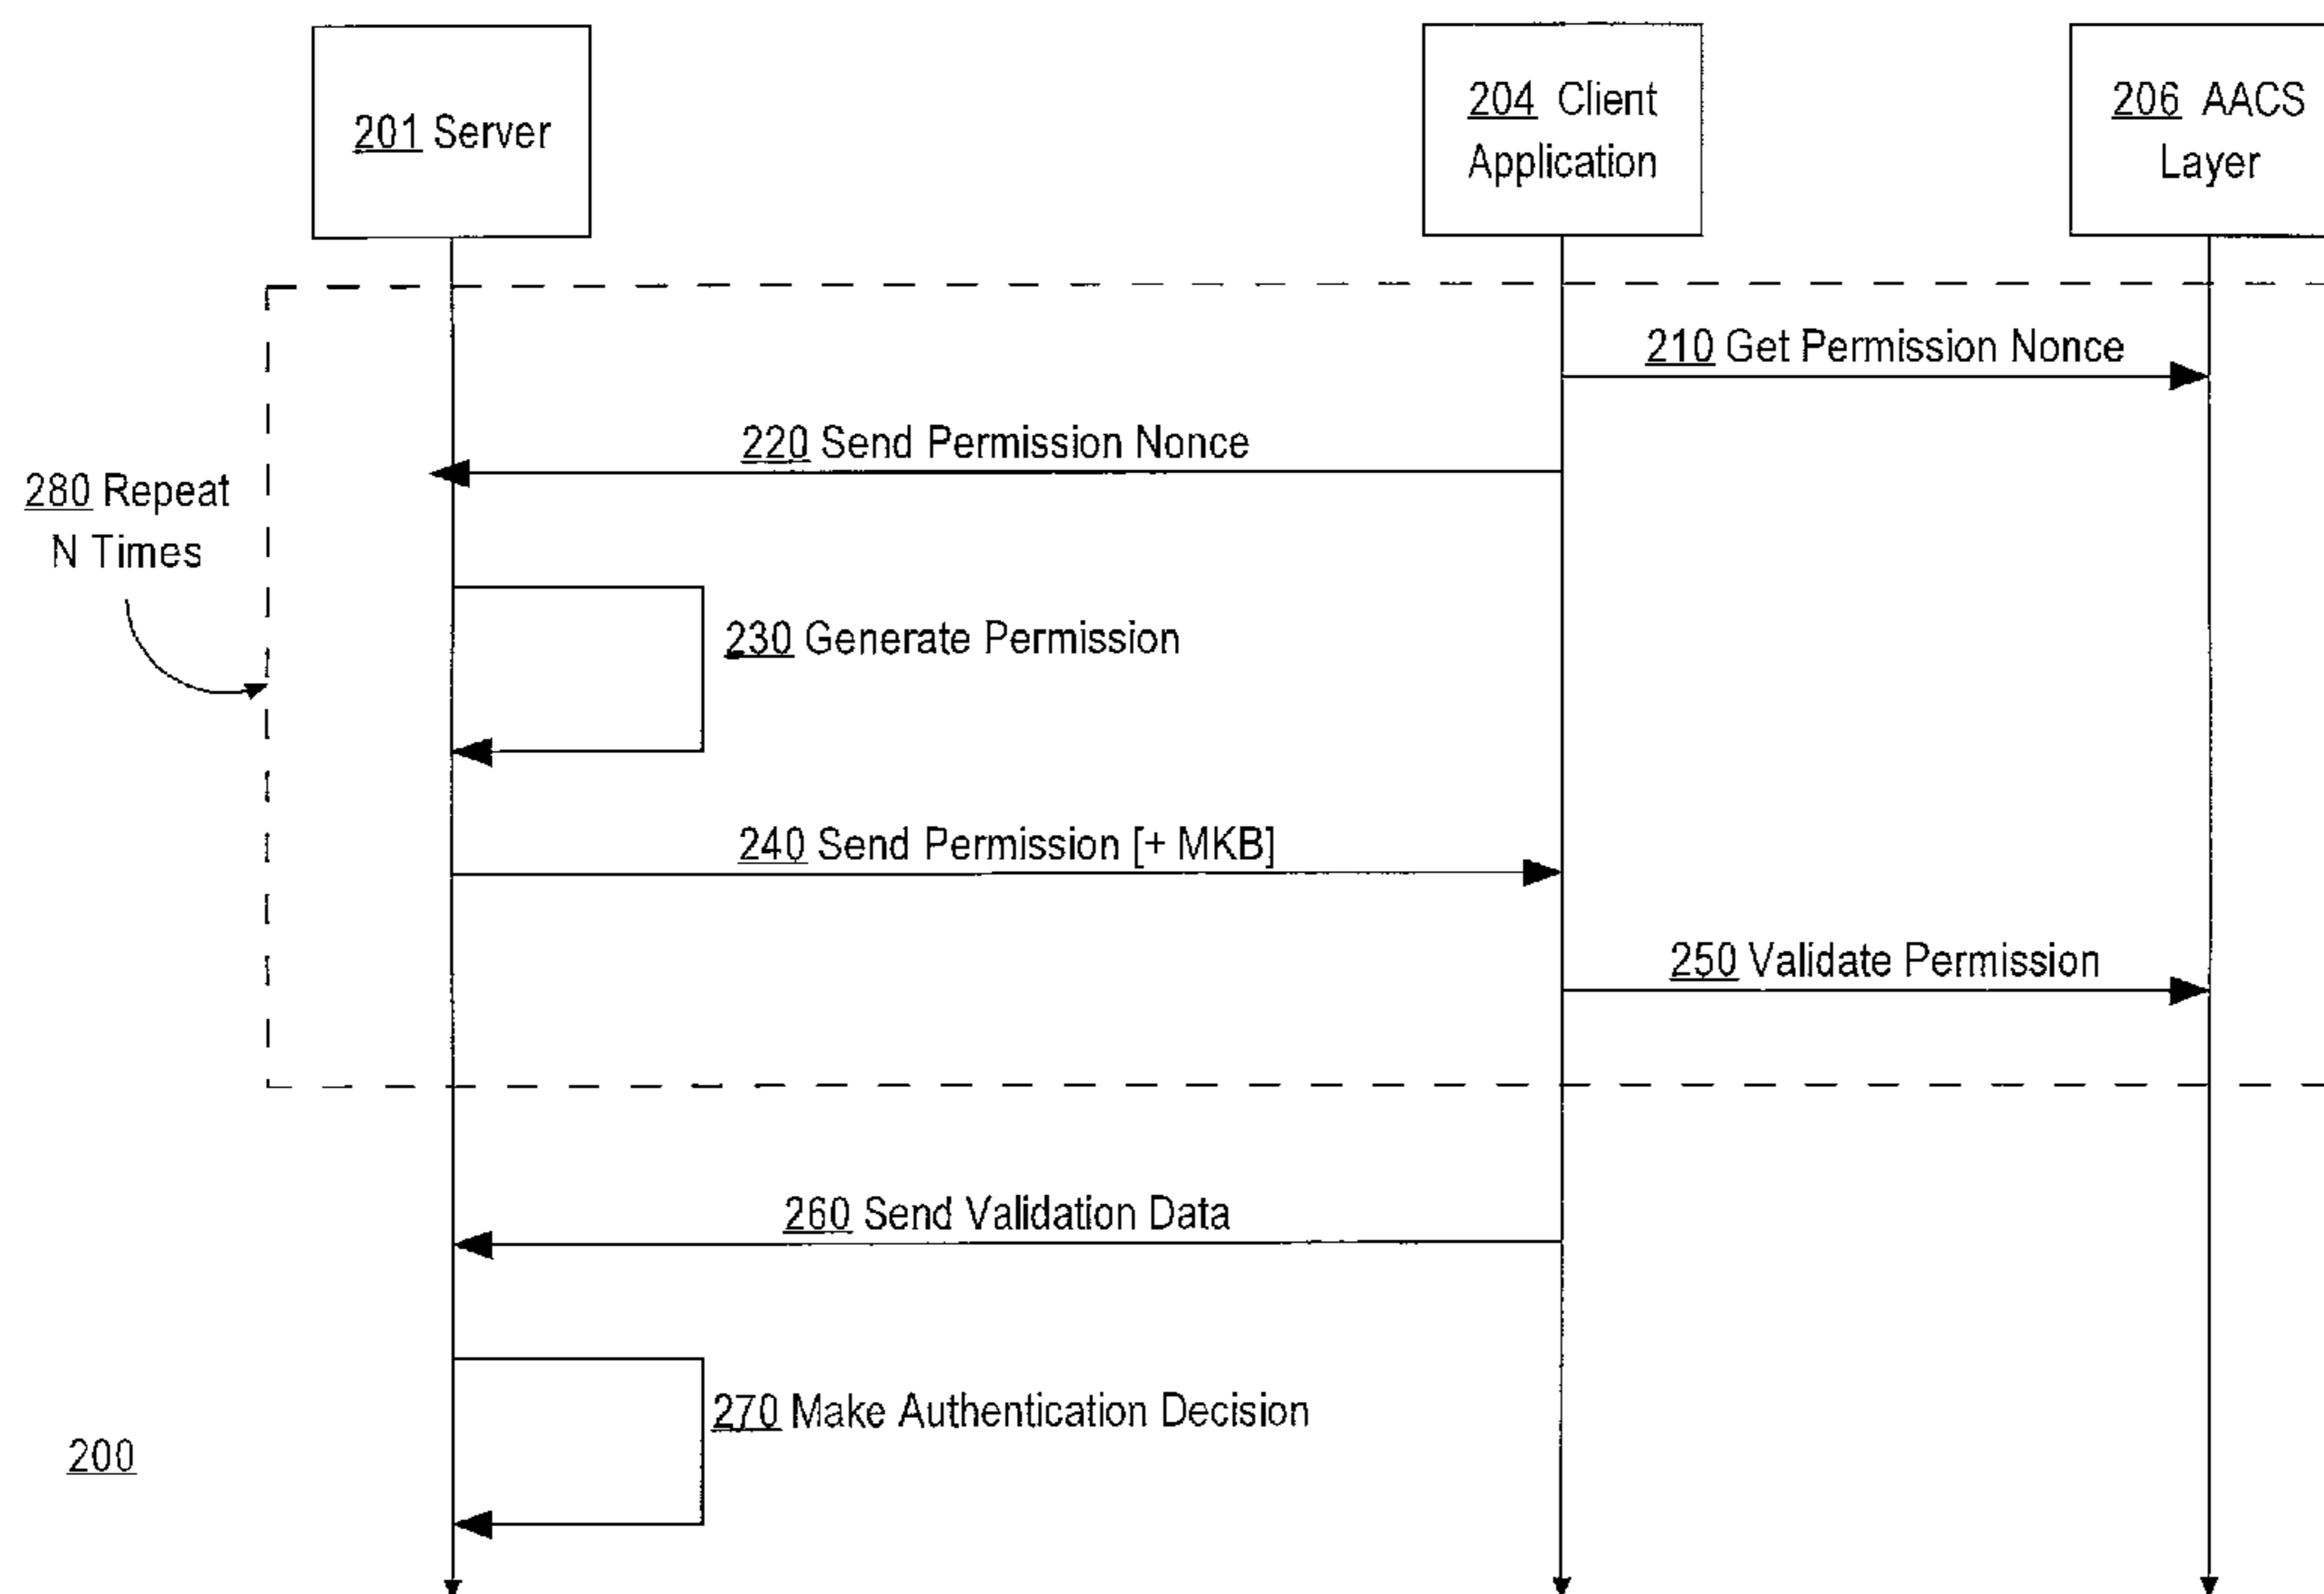 201 Server
204 Client
Application
206 AACS
Layer
210 Get Permission Nonce
220 Send Permission Nonce
280 Repeat
N Times
230 Generate Permission
240 Send Permission [+ MKB]
250 Validate Permission
260 Send Validation Data
270 Make Authentication Decision
200